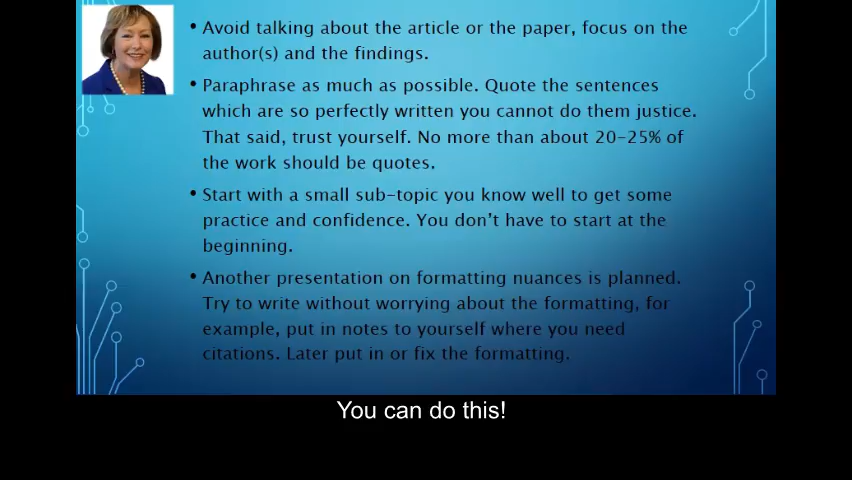 • Avoid talking about the article or the paper, focus on the
author(s) and the findings.
• Paraphrase as much as possible. Quote the sentences
which are so perfectly written you cannot do them justice.
That said, trust yourself. No more than about 20-25% of
the work should be quotes.
• Start with a small sub-topic you know well to get some
practice and confidence. You don't have to start at the
beginning.
• Another presentation on formatting nuances is planned.
Try to write without worrying about the formatting, for
example, put in notes to yourself where you need
citations. Later put in or fix the formatting.
You can do this!